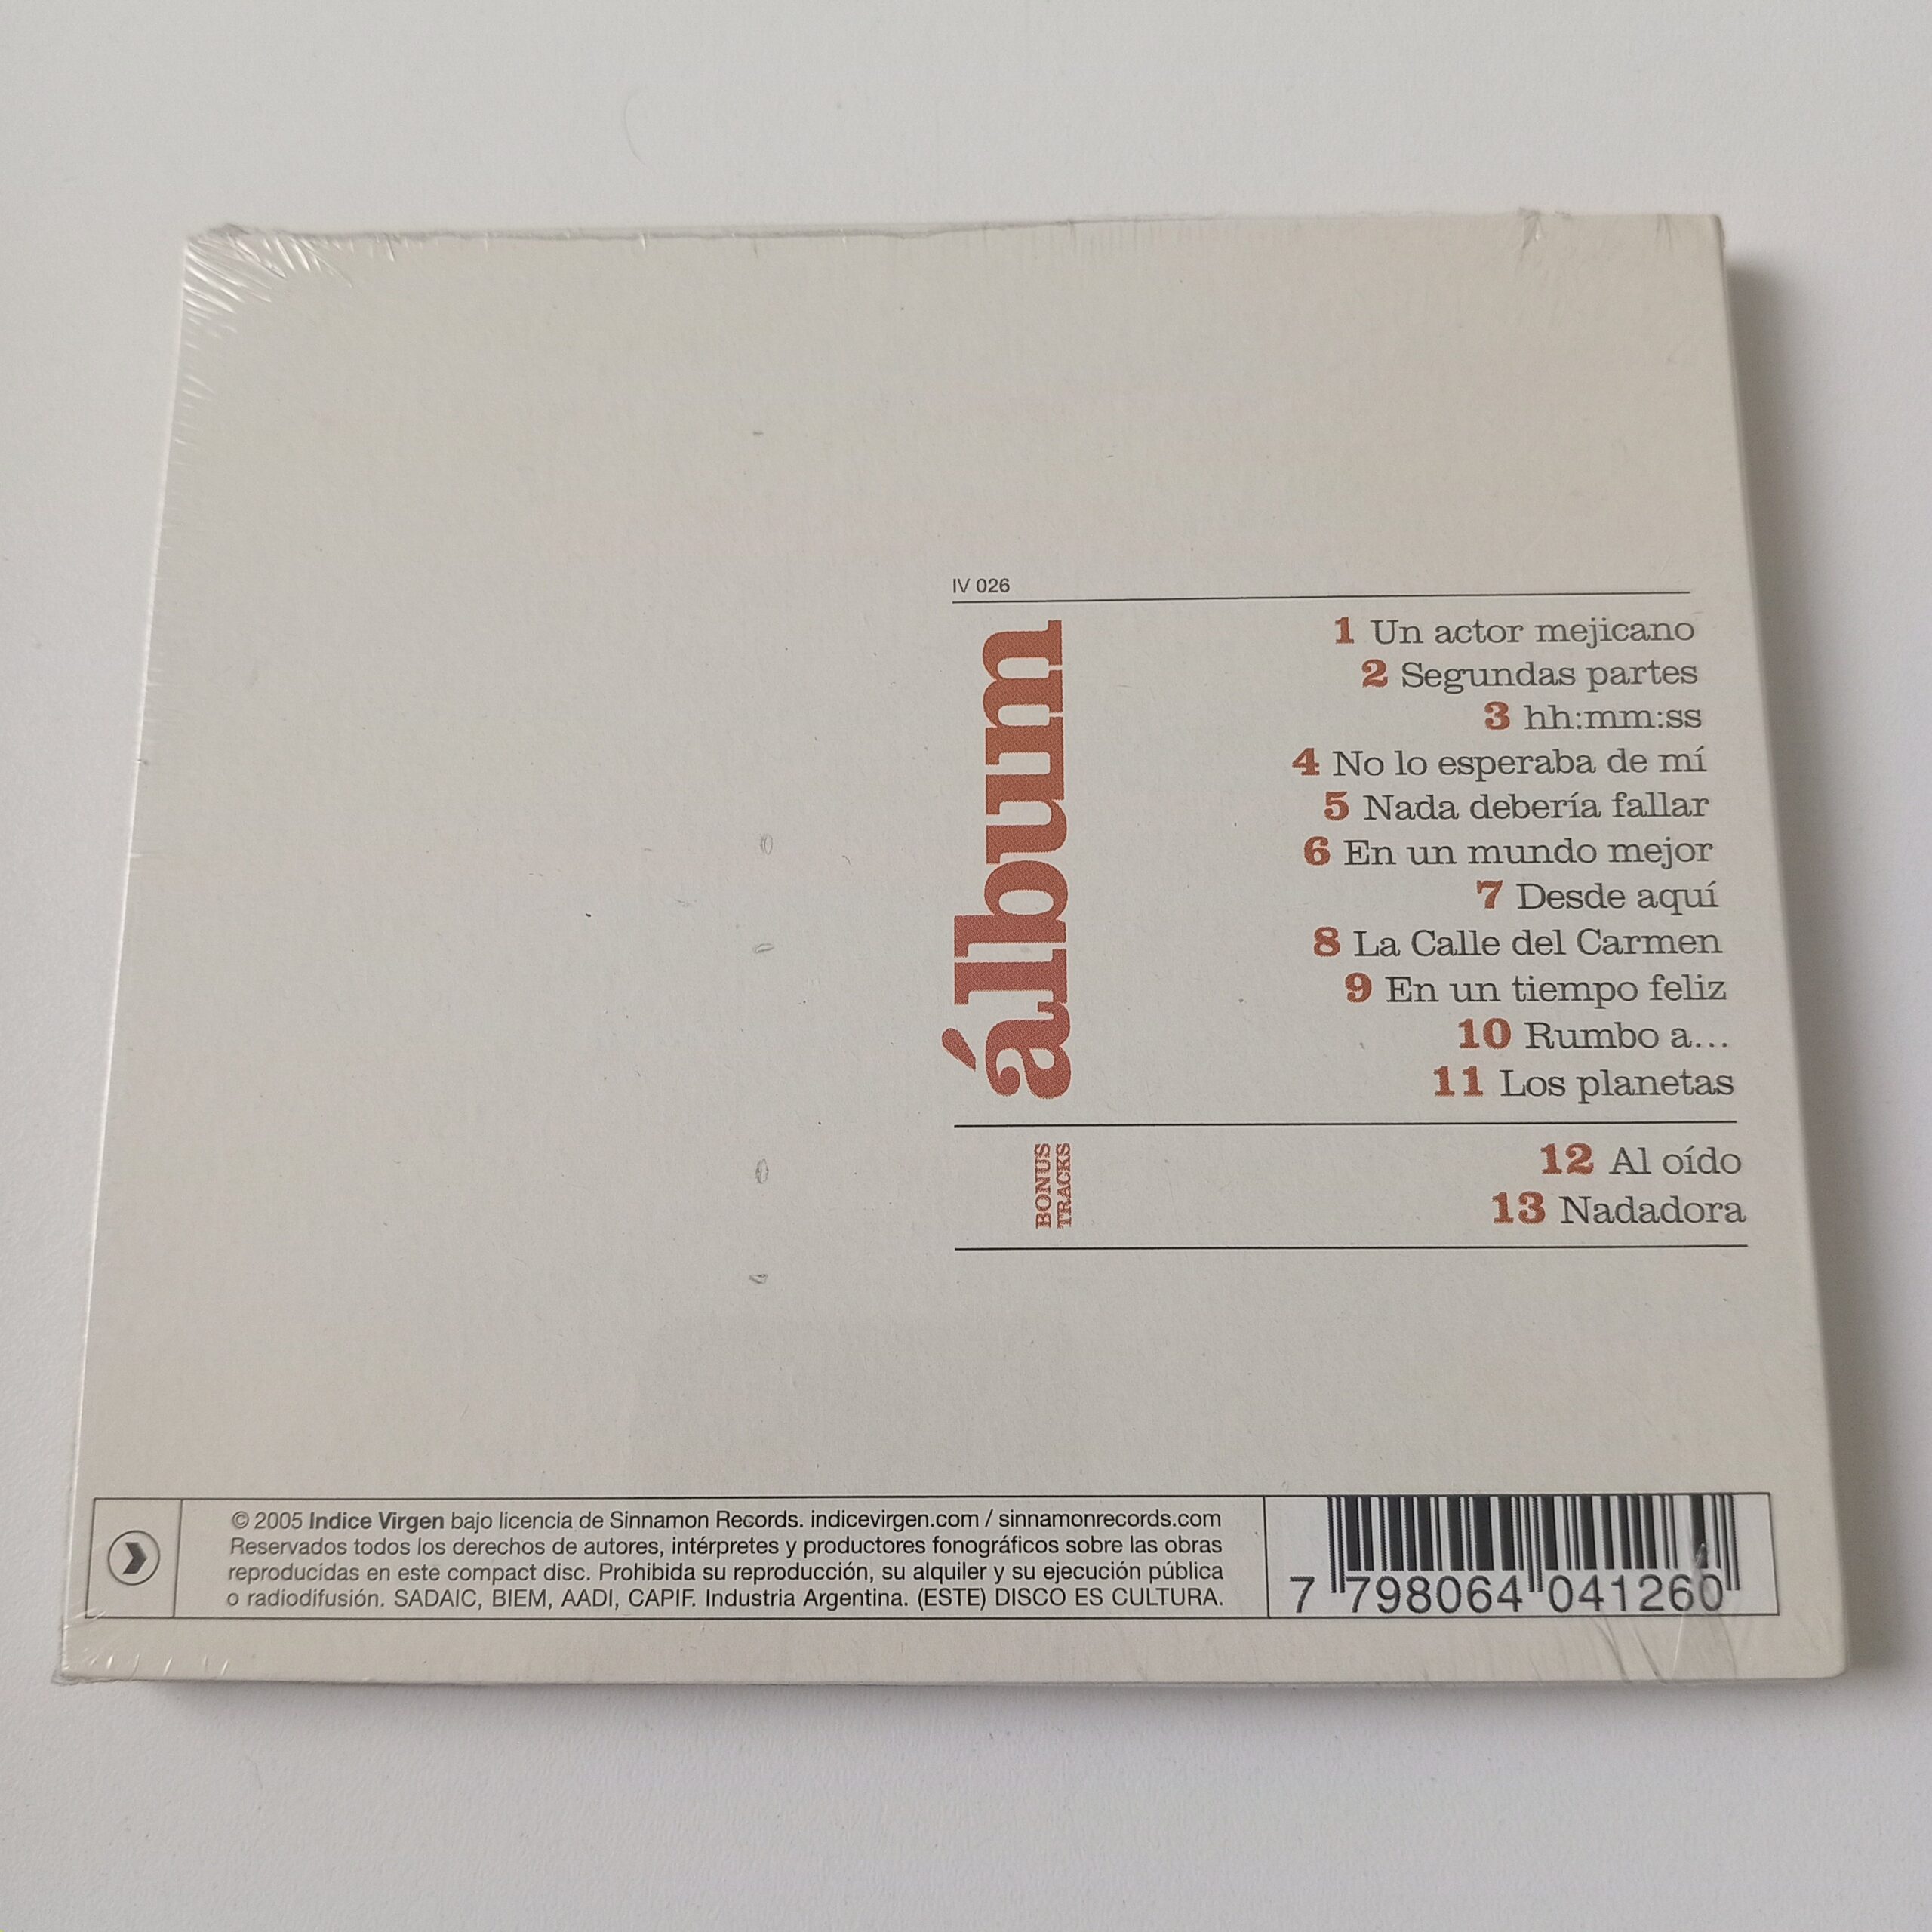 IV 026
álbum
1 Un actor mejicano
2 Segundas partes
3 hh:mm:ss
4 No lo esperaba de mí
5 Nada debería fallar
6 En un mundo mejor
7 Desde aquí
8 La Calle del Carmen
9 En un tiempo feliz
10 Rumbo a...
11 Los planetas
BONUS
TRACKS
12 Al oído
13 Nadadora
© 2005 Indice Virgen bajo licencia de Sinnamon Records. indicevirgen.com / sinnamonrecords.com
Reservados todos los derechos de autores, intérpretes y productores fonográficos sobre las obras
reproducidas en este compact disc. Prohibida su reproducción, su alquiler y su ejecución pública
o radiodifusión. SADAIC, BIEM, AADI, CAPIF. Industria Argentina. (ESTE) DISCO ES CULTURA.
7 798064 041260